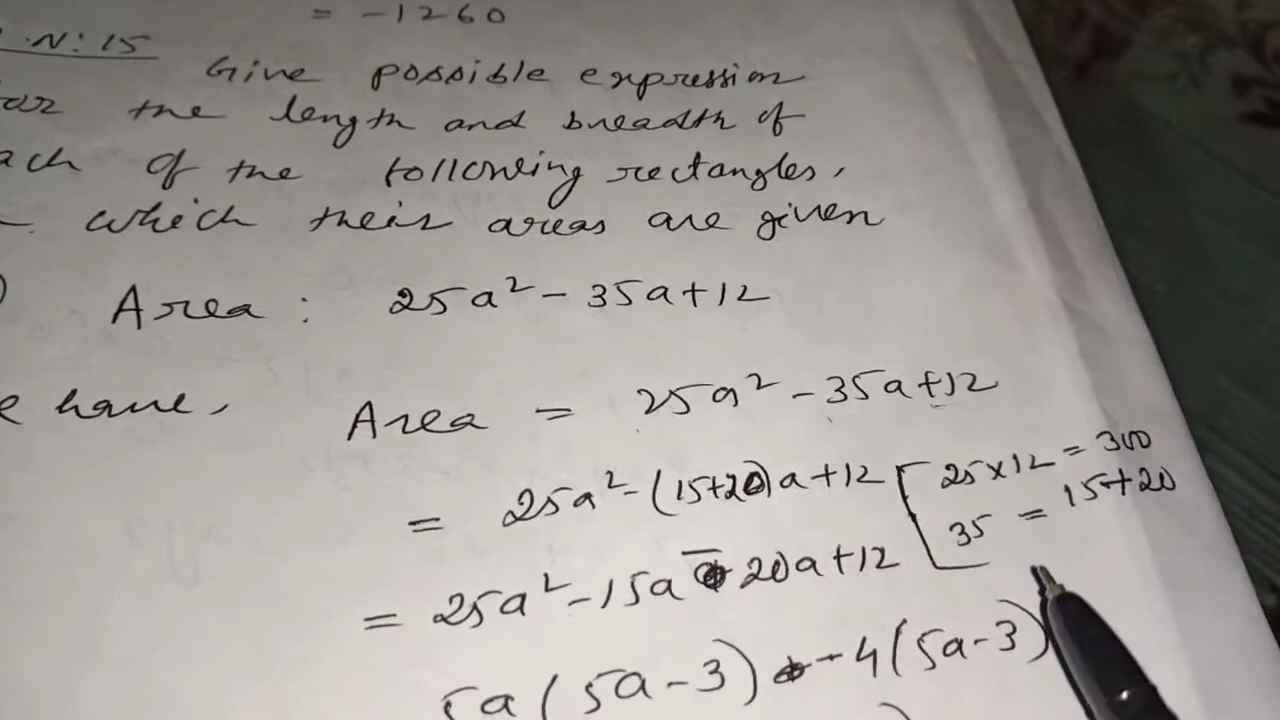 = -1260
.N: 15
Give possible expression
the length and breadth of
of the following rectangles,
which their areas are given
Area : 25a² - 35a+12
have, Area = 25a² - 35a+12
= 25a² - (15+20)a+12 [ 25×12 = 300
35 = 15+20
= 25a² - 15a - 20a+12
5a(5a-3) - 4(5a-3)